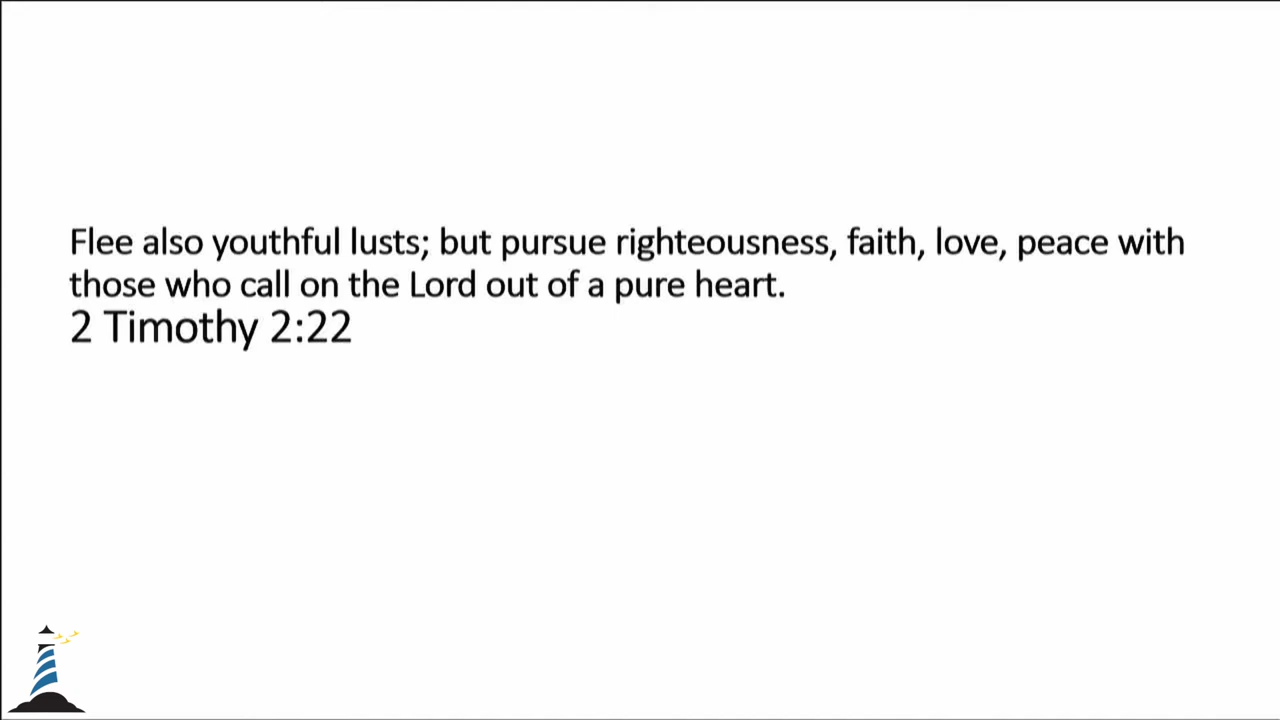 Flee also youthful lusts; but pursue righteousness, faith, love, peace with
those who call on the Lord out of a pure heart.
2 Timothy 2:22